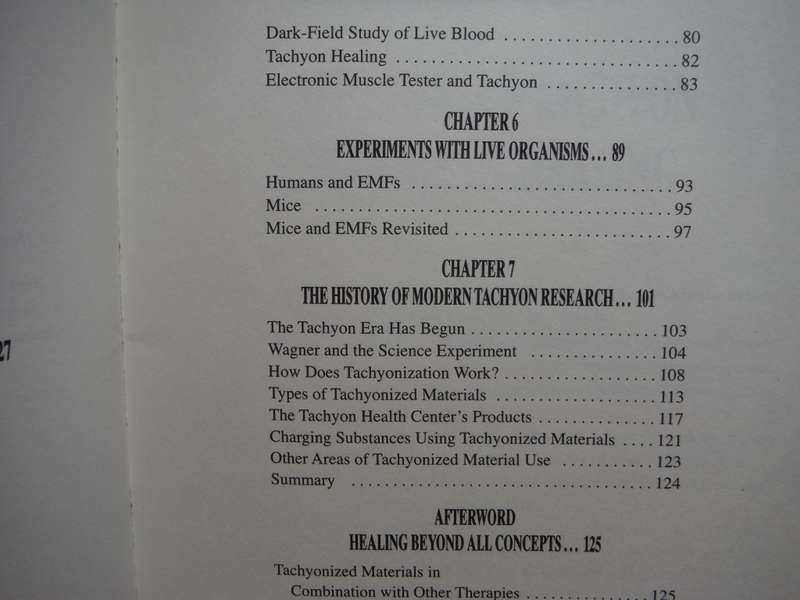 Dark-Field Study of Live Blood . . . . . . . . . . . . . . . . . . . . 80
Tachyon Healing . . . . . . . . . . . . . . . . . . . . . . . . . . . . . . . . 82
Electronic Muscle Tester and Tachyon . . . . . . . . . . . . . . . 83
CHAPTER 6
EXPERIMENTS WITH LIVE ORGANISMS... 89
Humans and EMFs . . . . . . . . . . . . . . . . . . . . . . . . . . . . . . 93
Mice . . . . . . . . . . . . . . . . . . . . . . . . . . . . . . . . . . . . . . . . . 95
Mice and EMFs Revisited . . . . . . . . . . . . . . . . . . . . . . . . . 97
CHAPTER 7
THE HISTORY OF MODERN TACHYON RESEARCH... 101
The Tachyon Era Has Begun . . . . . . . . . . . . . . . . . . . . . . 103
Wagner and the Science Experiment . . . . . . . . . . . . . . . 104
How Does Tachyonization Work? . . . . . . . . . . . . . . . . . . 108
Types of Tachyonized Materials . . . . . . . . . . . . . . . . . . . 113
The Tachyon Health Center's Products . . . . . . . . . . . . . . 117
Charging Substances Using Tachyonized Materials . . . . 121
Other Areas of Tachyonized Material Use . . . . . . . . . . . 123
Summary . . . . . . . . . . . . . . . . . . . . . . . . . . . . . . . . . . . 124
AFTERWORD
HEALING BEYOND ALL CONCEPTS... 125
Tachyonized Materials in
Combination with Other Therapies . . . . . . . . . . . . . . 125
27